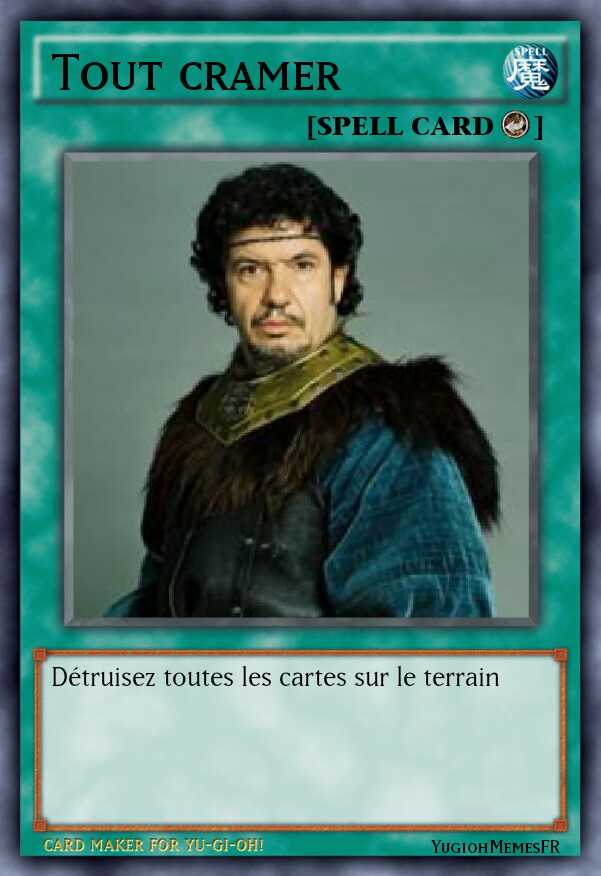 Tout cramer
SPELL
魔
[SPELL CARD ]
Détruisez toutes les cartes sur le terrain
CARD MAKER FOR YU-GI-OH!
YugiohMemesFR